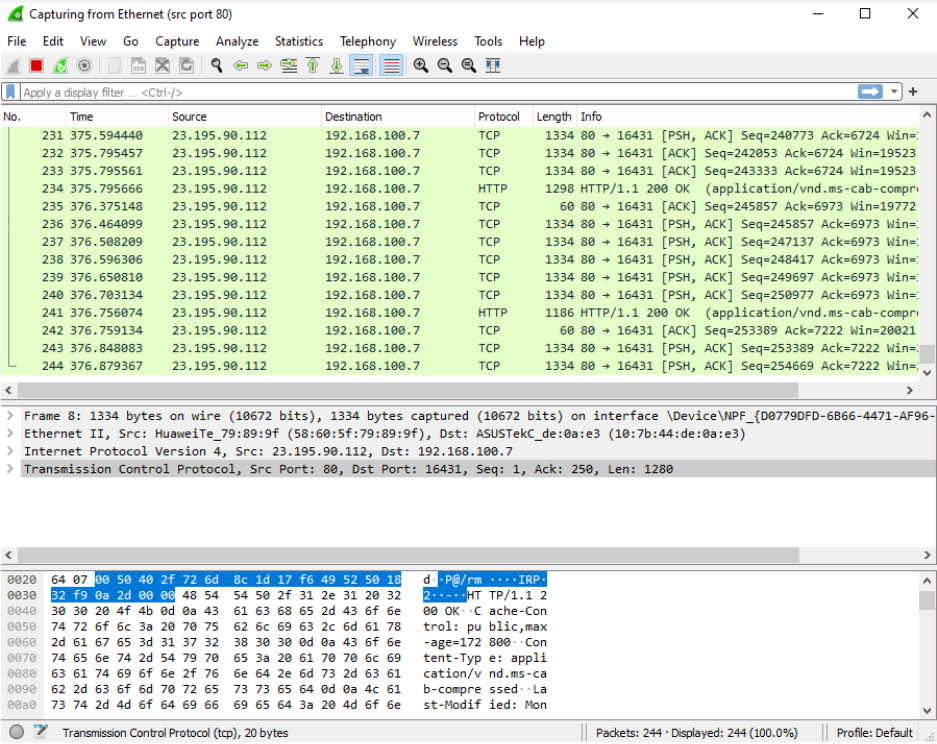 Capturing from Ethernet (src port 80)
File Edit View Go Capture Analyze Statistics Telephony Wireless Tools Help
Apply a display filter ... <Ctrl-/>
No. Time Source Destination Protocol Length Info
231 375.594440 23.195.90.112 192.168.100.7 TCP 1334 80 → 16431 [PSH, ACK] Seq=240773 Ack=6724 Win=
232 375.795457 23.195.90.112 192.168.100.7 TCP 1334 80 → 16431 [ACK] Seq=242053 Ack=6724 Win=19523
233 375.795561 23.195.90.112 192.168.100.7 TCP 1334 80 → 16431 [ACK] Seq=243333 Ack=6724 Win=19523
234 375.795666 23.195.90.112 192.168.100.7 HTTP 1298 HTTP/1.1 200 OK (application/vnd.ms-cab-compr
235 376.375148 23.195.90.112 192.168.100.7 TCP 60 80 → 16431 [ACK] Seq=245857 Ack=6973 Win=19772
236 376.464099 23.195.90.112 192.168.100.7 TCP 1334 80 → 16431 [PSH, ACK] Seq=245857 Ack=6973 Win=
237 376.508209 23.195.90.112 192.168.100.7 TCP 1334 80 → 16431 [PSH, ACK] Seq=247137 Ack=6973 Win=
238 376.596306 23.195.90.112 192.168.100.7 TCP 1334 80 → 16431 [PSH, ACK] Seq=248417 Ack=6973 Win=
239 376.650810 23.195.90.112 192.168.100.7 TCP 1334 80 → 16431 [PSH, ACK] Seq=249697 Ack=6973 Win=
240 376.703134 23.195.90.112 192.168.100.7 TCP 1334 80 → 16431 [PSH, ACK] Seq=250977 Ack=6973 Win=
241 376.756074 23.195.90.112 192.168.100.7 HTTP 1186 HTTP/1.1 200 OK (application/vnd.ms-cab-compr
242 376.759134 23.195.90.112 192.168.100.7 TCP 60 80 → 16431 [ACK] Seq=253389 Ack=7222 Win=20021
243 376.848083 23.195.90.112 192.168.100.7 TCP 1334 80 → 16431 [PSH, ACK] Seq=253389 Ack=7222 Win=
244 376.879367 23.195.90.112 192.168.100.7 TCP 1334 80 → 16431 [PSH, ACK] Seq=254669 Ack=7222 Win=
Frame 8: 1334 bytes on wire (10672 bits), 1334 bytes captured (10672 bits) on interface \Device\NPF_{D0779DFD-6B66-4471-AF96-
Ethernet II, Src: HuaweiTe_79:89:9f (58:60:5f:79:89:9f), Dst: ASUSTekC_de:0a:e3 (10:7b:44:de:0a:e3)
Internet Protocol Version 4, Src: 23.195.90.112, Dst: 192.168.100.7
Transmission Control Protocol, Src Port: 80, Dst Port: 16431, Seq: 1, Ack: 250, Len: 1280
0020 64 07 00 50 40 2f 72 6d 8c 1d 17 f6 49 52 50 18 d··P@/rm ····IRP·
0030 32 f9 0a 2d 00 00 48 54 54 50 2f 31 2e 31 20 32 2··-··HT TP/1.1 2
0040 30 30 20 4f 4b 0d 0a 43 61 63 68 65 2d 43 6f 6e 00 OK··C ache-Con
0050 74 72 6f 6c 3a 20 70 75 62 6c 69 63 2c 6d 61 78 trol: pu blic,max
0060 2d 61 67 65 3d 31 37 32 38 30 30 0d 0a 43 6f 6e -age=172 800··Con
0070 74 65 6e 74 2d 54 79 70 65 3a 20 61 70 70 6c 69 tent-Typ e: appli
0080 63 61 74 69 6f 6e 2f 76 6e 64 2e 6d 73 2d 63 61 cation/v nd.ms-ca
0090 62 2d 63 6f 6d 70 72 65 73 73 65 64 0d 0a 4c 61 b-compre ssed··La
00a0 73 74 2d 4d 6f 64 69 66 69 65 64 3a 20 4d 6f 6e st-Modif ied: Mon
Transmission Control Protocol (tcp), 20 bytes Packets: 244 · Displayed: 244 (100.0%) Profile: Default